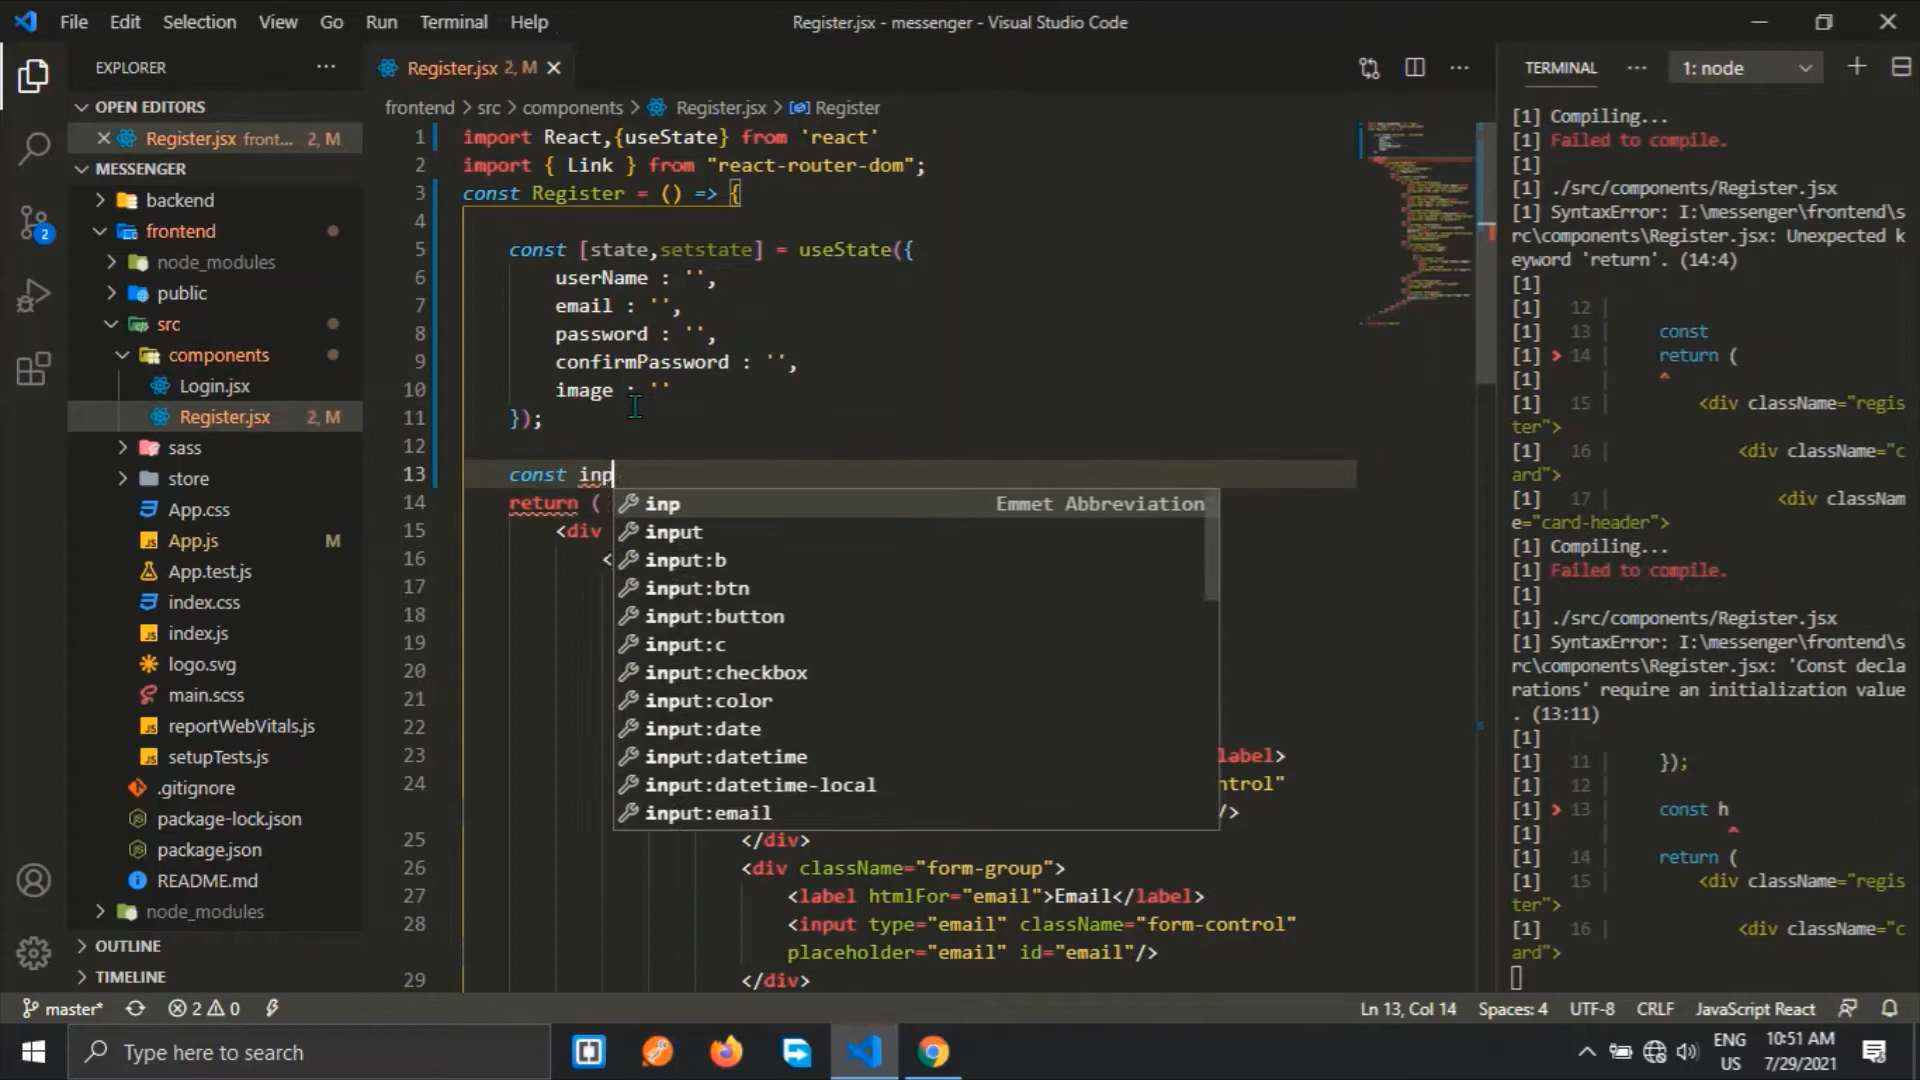 File Edit Selection View Go Run Terminal Help
Register.jsx - messenger - Visual Studio Code
EXPLORER
OPEN EDITORS
Register.jsx front... 2, M
MESSENGER
backend
frontend
node_modules
public
src
components
Login.jsx
Register.jsx 2, M
sass
store
App.css
App.js M
App.test.js
index.css
index.js
logo.svg
main.scss
reportWebVitals.js
setupTests.js
.gitignore
package-lock.json
package.json
README.md
node_modules
OUTLINE
TIMELINE
2
Register.jsx 2, M
frontend > src > components > Register.jsx > Register
1 import React,{useState} from 'react'
2 import { Link } from "react-router-dom";
3 const Register = () => {
4
5 const [state,setstate] = useState({
6 userName : '',
7 email : '',
8 password : '',
9 confirmPassword : '',
10 image : ''
11 });
12
13 const inp
14 return (
15 <div
16 <
17
18
19
20
21
22
23 label>
24 ntrol"
/>
25 </div>
26 <div className="form-group">
27 <label htmlFor="email">Email</label>
28 <input type="email" className="form-control"
placeholder="email" id="email"/>
29 </div>
inp Emmet Abbreviation
input
input:b
input:btn
input:button
input:c
input:checkbox
input:color
input:date
input:datetime
input:datetime-local
input:email
TERMINAL 1: node
[1] Compiling...
[1] Failed to compile.
[1]
[1] ./src/components/Register.jsx
[1] SyntaxError: I:\messenger\frontend\s
rc\components\Register.jsx: Unexpected k
eyword 'return'. (14:4)
[1]
[1] 12 |
[1] 13 | const
[1] > 14 | return (
[1] | ^
[1] 15 | <div className="regis
ter">
[1] 16 | <div className="c
ard">
[1] 17 | <div classNam
e="card-header">
[1] Compiling...
[1] Failed to compile.
[1]
[1] ./src/components/Register.jsx
[1] SyntaxError: I:\messenger\frontend\s
rc\components\Register.jsx: 'Const decla
rations' require an initialization value
. (13:11)
[1]
[1] 11 | });
[1] 12 |
[1] > 13 | const h
[1] | ^
[1] 14 | return (
[1] 15 | <div className="regis
ter">
[1] 16 | <div className="c
ard">
master* 2 0
Ln 13, Col 14 Spaces: 4 UTF-8 CRLF JavaScript React
Type here to search
ENG
US
10:51 AM
7/29/2021